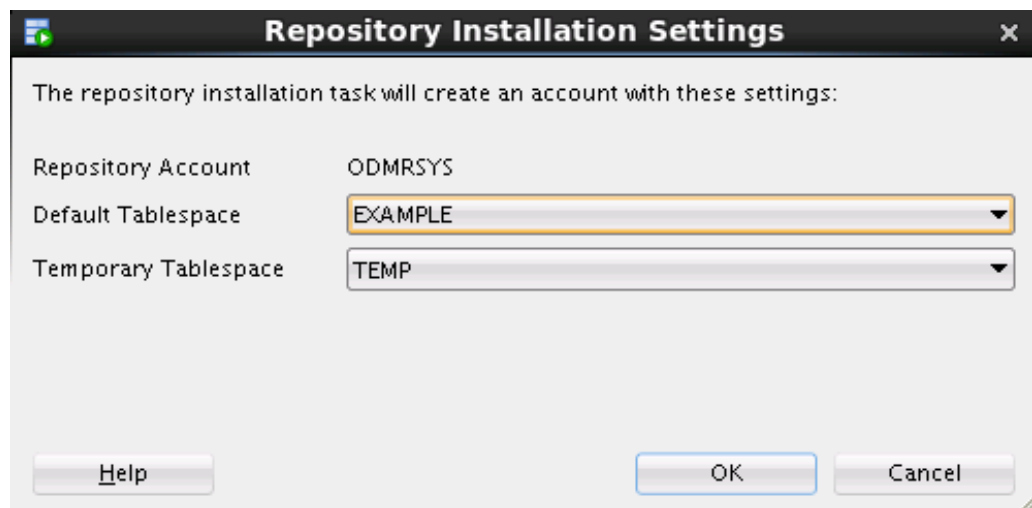 Repository Installation Settings
The repository installation task will create an account with these settings:
Repository Account ODMRSYS
Default Tablespace EXAMPLE
Temporary Tablespace TEMP
Help OK Cancel